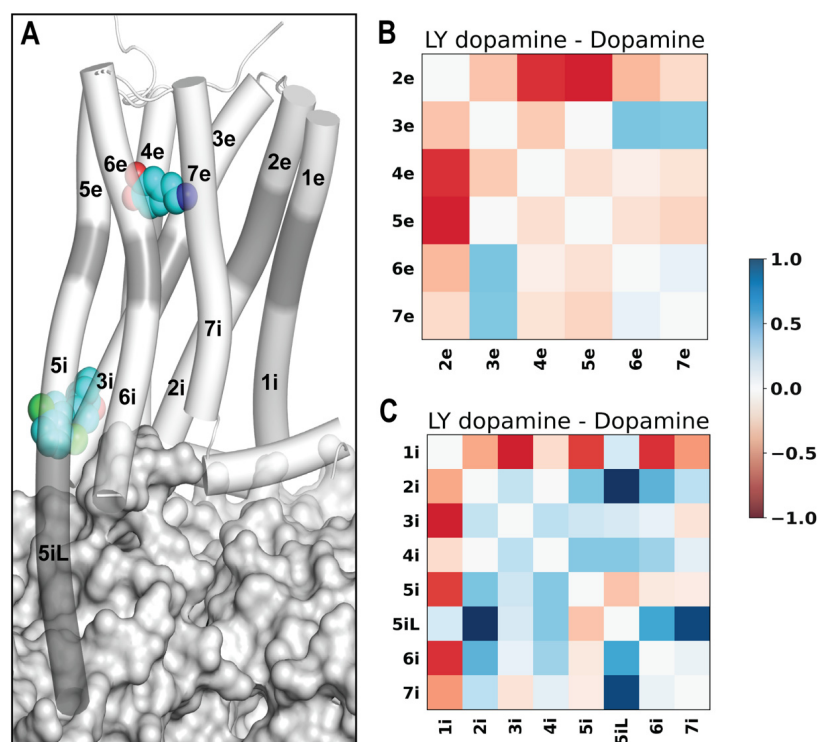 A
3e
4e
6e
7e
2e
1e
5e
7i
5i
3i
6i
2i
1i
5iL
B
LY dopamine - Dopamine
2e
3e
4e
5e
6e
7e
2e 3e 4e 5e 6e 7e
1.0
0.5
0.0
−0.5
−1.0
C
LY dopamine - Dopamine
1i
2i
3i
4i
5i
5iL
6i
7i
1i 2i 3i 4i 5i 5iL 6i 7i